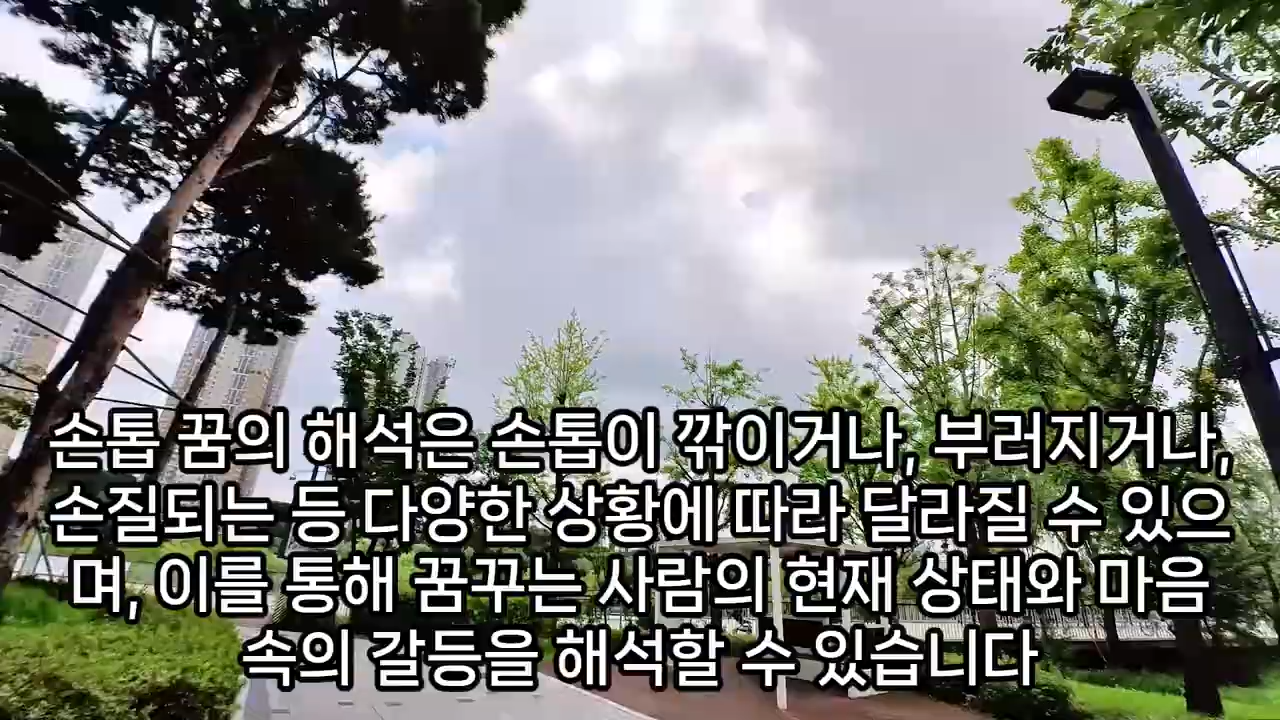 손톱 꿈의 해석은 손톱이 깎이거나, 부러지거나,
손질되는 등 다양한 상황에 따라 달라질 수 있으
며, 이를 통해 꿈꾸는 사람의 현재 상태와 마음
속의 갈등을 해석할 수 있습니다